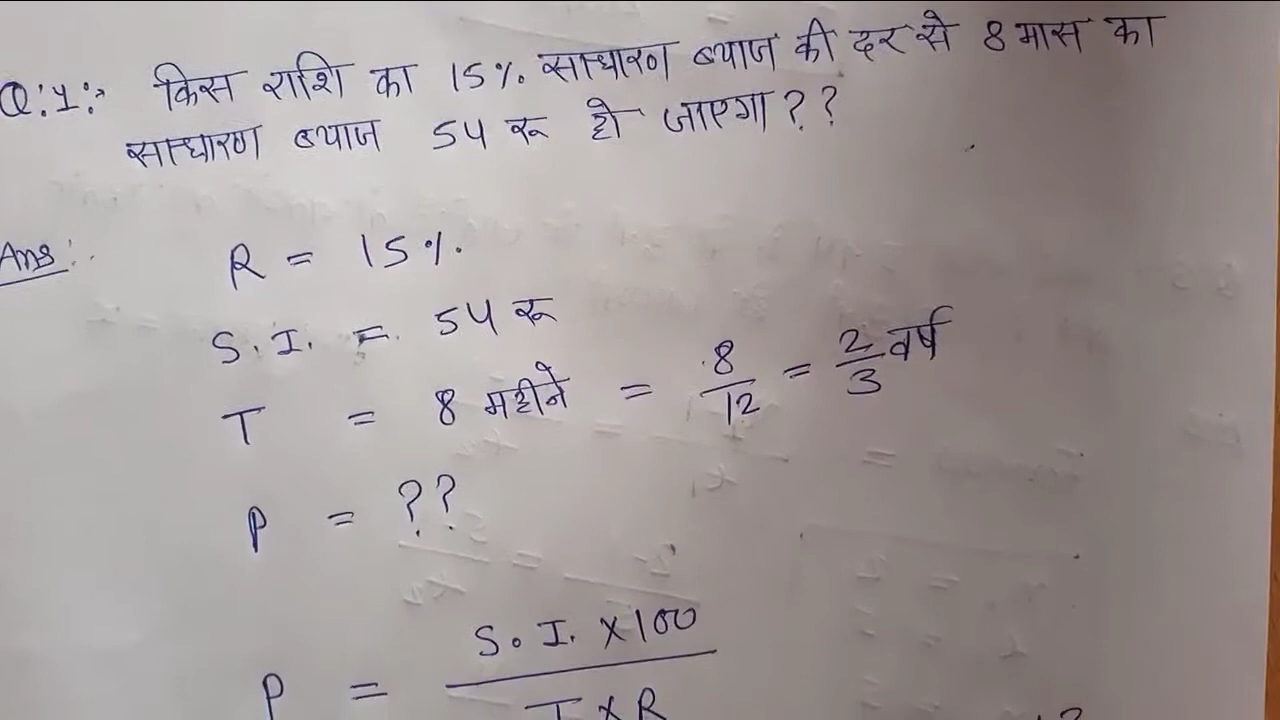 Q.1:- किस राशि का 15% साधारण ब्याज की दर से 8 मास का
साधारण ब्याज 54 रू हो जाएगा??
Ans:
R = 15%
S.I. = 54 रू
T = 8 महीने = 8/12 = 2/3 वर्ष
P = ??
P = S.I. ×100 / T×R